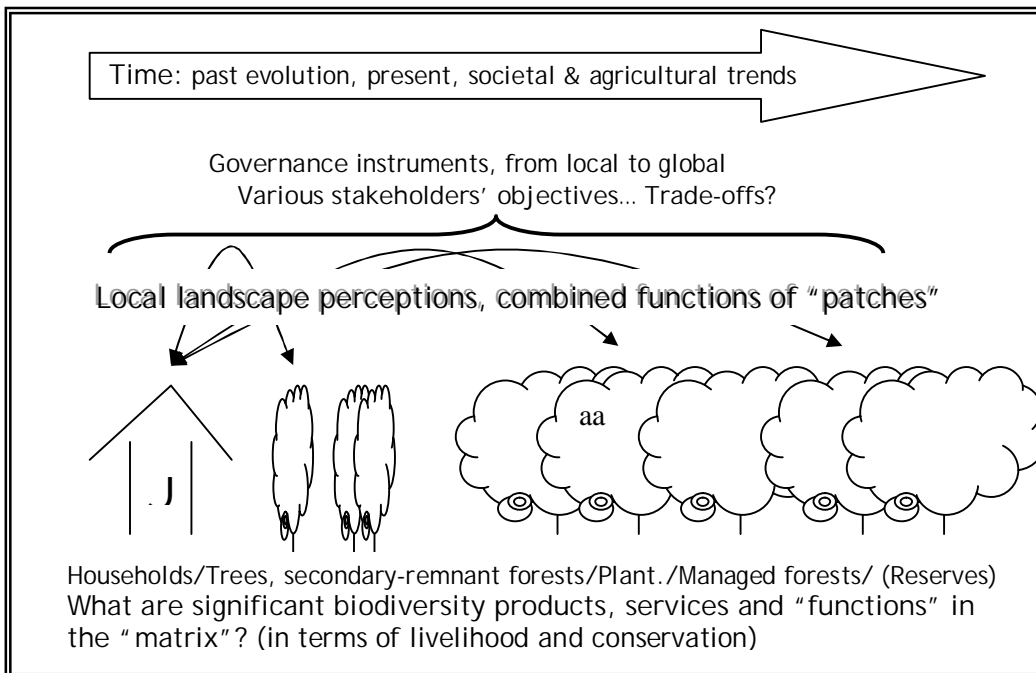 Time: past evolution, present, societal & agricultural trends
Governance instruments, from local to global
Various stakeholders’ objectives... Trade-offs?
Local landscape perceptions, combined functions of “patches”
aa
Households/Trees, secondary-remnant forests/Plant./Managed forests/ (Reserves)
What are significant biodiversity products, services and “functions” in
the “matrix”? (in terms of livelihood and conservation)